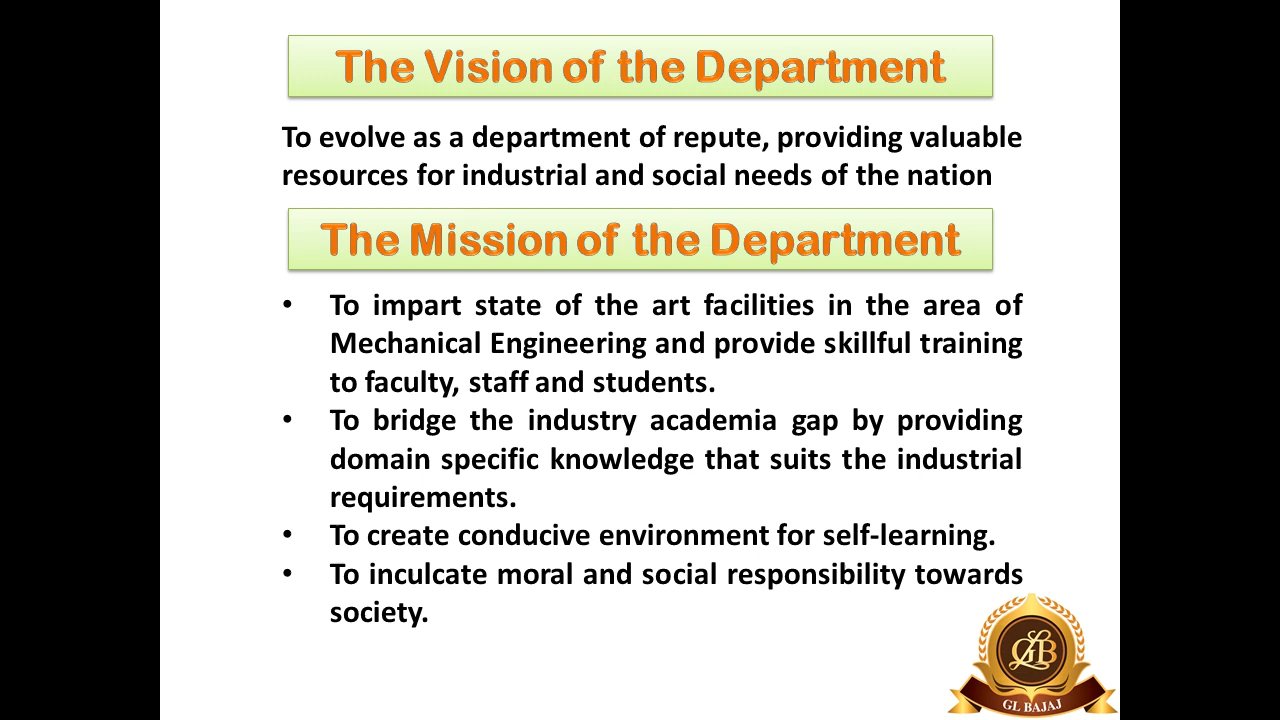 The Vision of the Department
To evolve as a department of repute, providing valuable
resources for industrial and social needs of the nation
The Mission of the Department
• To impart state of the art facilities in the area of
Mechanical Engineering and provide skillful training
to faculty, staff and students.
• To bridge the industry academia gap by providing
domain specific knowledge that suits the industrial
requirements.
• To create conducive environment for self-learning.
• To inculcate moral and social responsibility towards
society.
GLB
GL BAJAJ